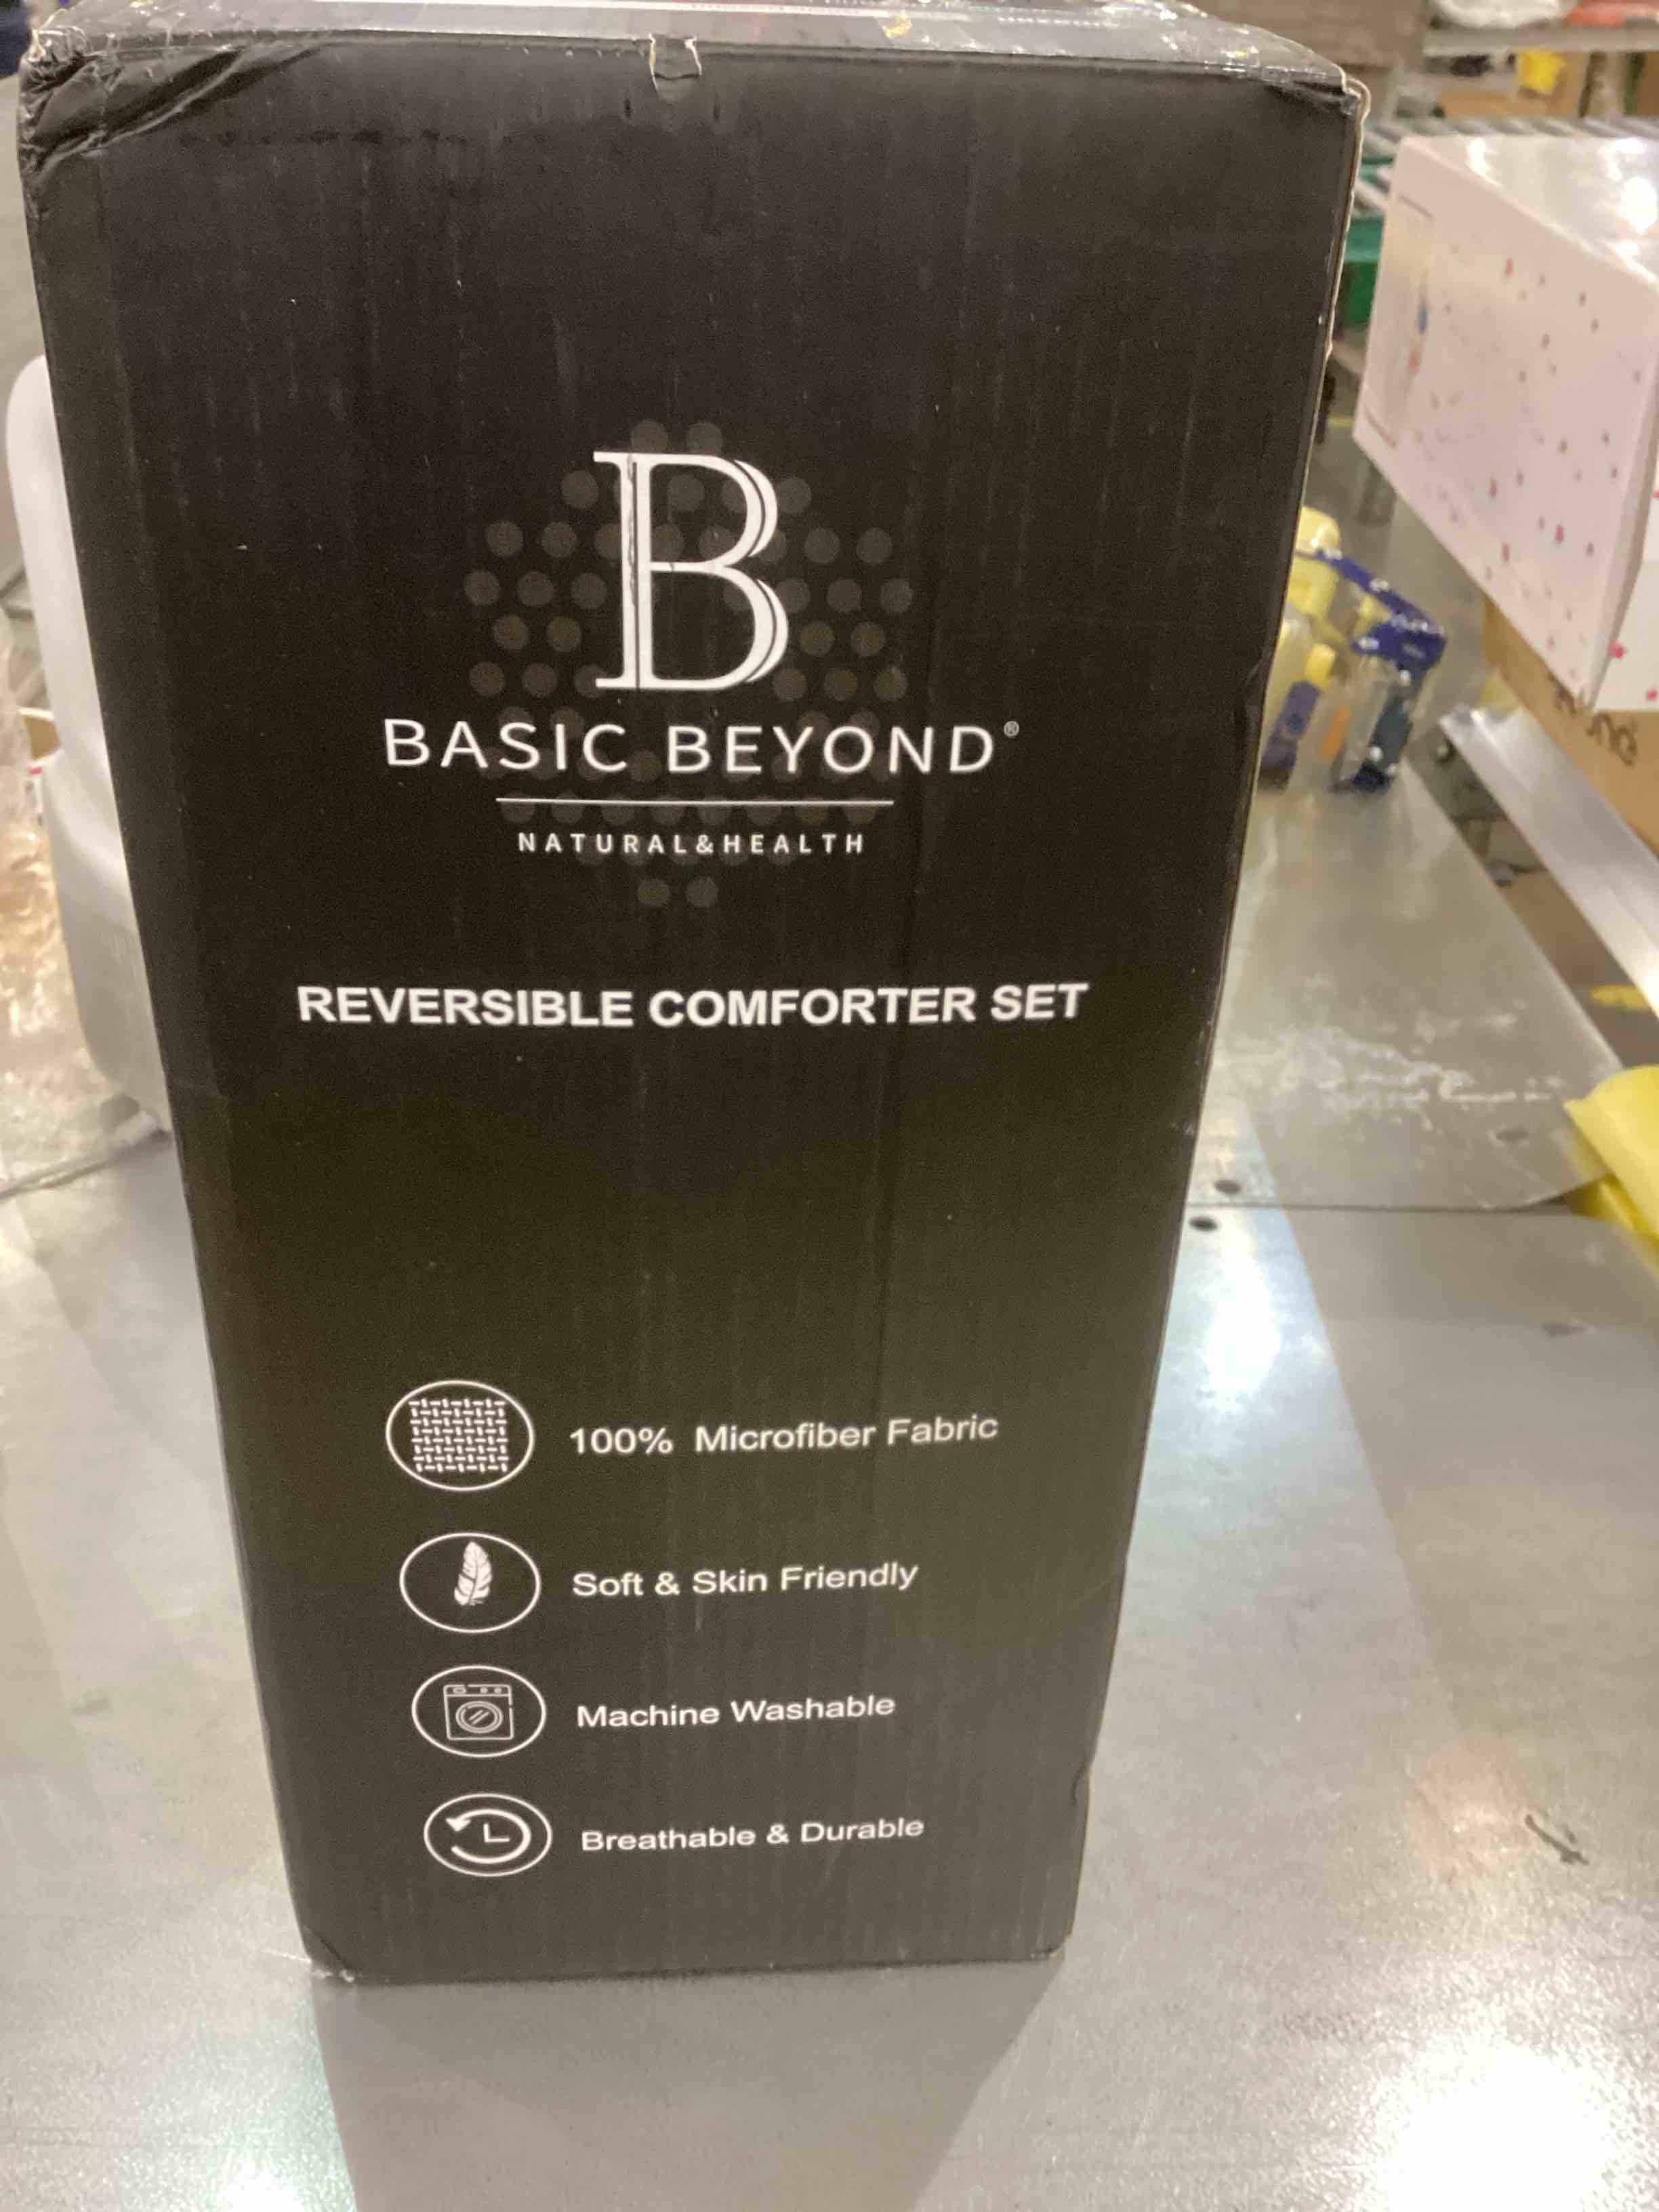 B
BASIC BEYOND®
NATURAL&HEALTH
REVERSIBLE COMFORTER SET
100% Microfiber Fabric
Soft & Skin Friendly
Machine Washable
Breathable & Durable